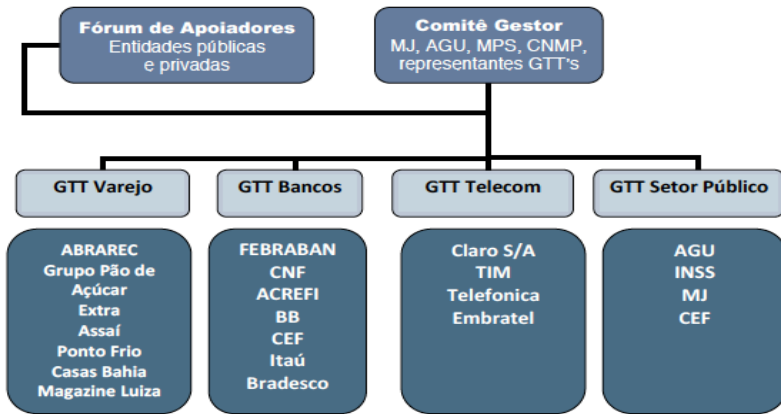 Fórum de Apoiadores
Entidades públicas
e privadas
Comitê Gestor
MJ, AGU, MPS, CNMP,
representantes GTT's
GTT Varejo
GTT Bancos
GTT Telecom
GTT Setor Público
ABRAREC
Grupo Pão de
Açúcar
Extra
Assaí
Ponto Frio
Casas Bahia
Magazine Luiza
FEBRABAN
CNF
ACREFI
BB
CEF
Itaú
Bradesco
Claro S/A
TIM
Telefonica
Embratel
AGU
INSS
MJ
CEF